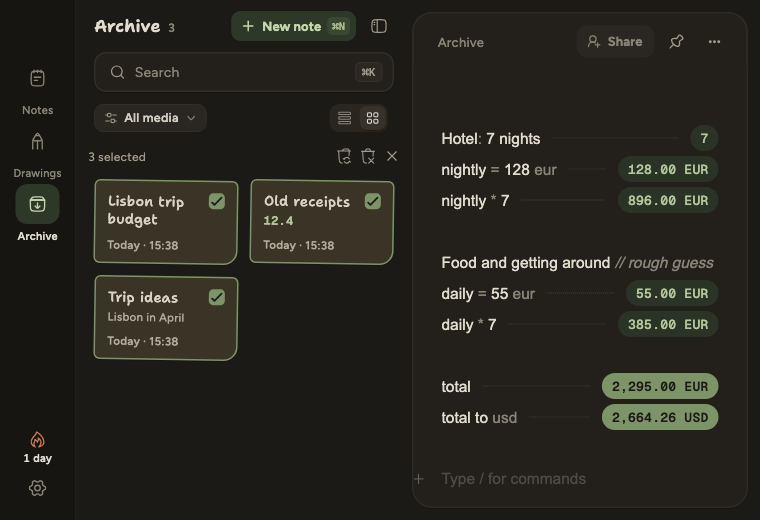 Notes
Drawings
Archive
1 day
Archive 3
+ New note ⌘N
Search ⌘K
All media
3 selected
Lisbon trip
budget
Today · 15:38
Old receipts
12.4
Today · 15:38
Trip ideas
Lisbon in April
Today · 15:38
Archive
Share
Hotel: 7 nights 7
nightly = 128 eur 128.00 EUR
nightly * 7 896.00 EUR
Food and getting around // rough guess
daily = 55 eur 55.00 EUR
daily * 7 385.00 EUR
total 2,295.00 EUR
total to usd 2,664.26 USD
+ Type / for commands